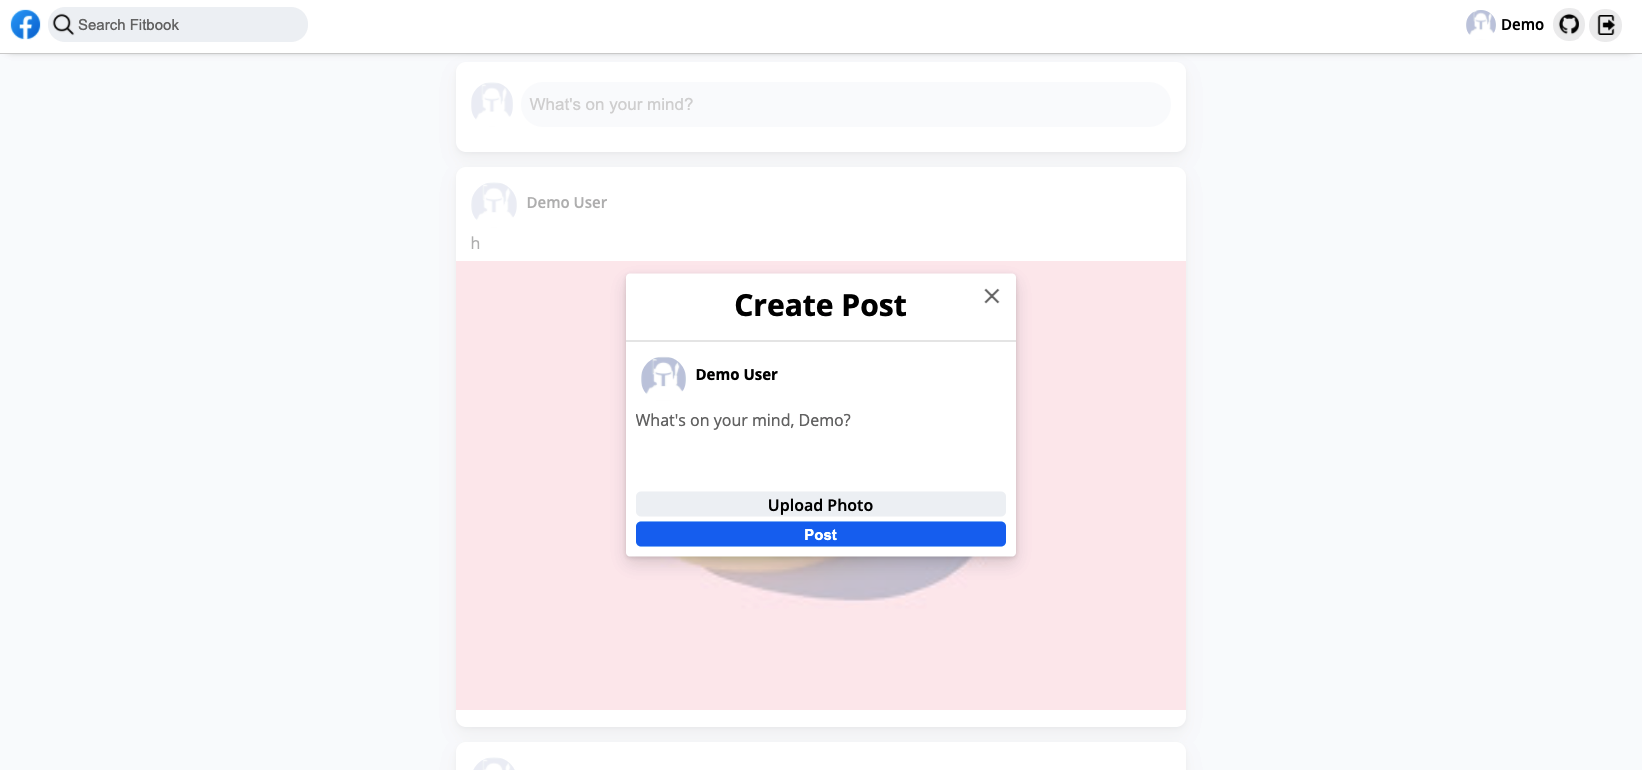 Search Fitbook
Demo
What's on your mind?
Demo User
h
Create Post
Demo User
What's on your mind, Demo?
Upload Photo
Post